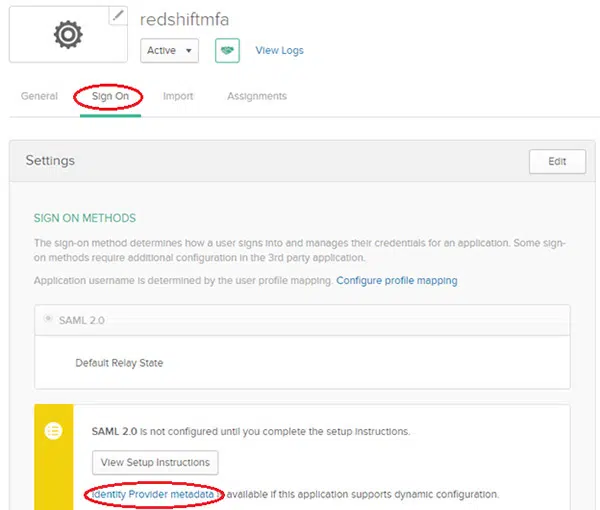 redshiftmfa
Active
View Logs
General
Sign On
Import
Assignments
Settings
Edit
SIGN ON METHODS
The sign-on method determines how a user signs into and manages their credentials for an application. Some sign-
on methods require additional configuration in the 3rd party application.
Application username is determined by the user profile mapping. Configure profile mapping
SAML 2.0
Default Relay State
SAML 2.0 is not configured until you complete the setup instructions.
View Setup Instructions
Identity Provider metadata is available if this application supports dynamic configuration.